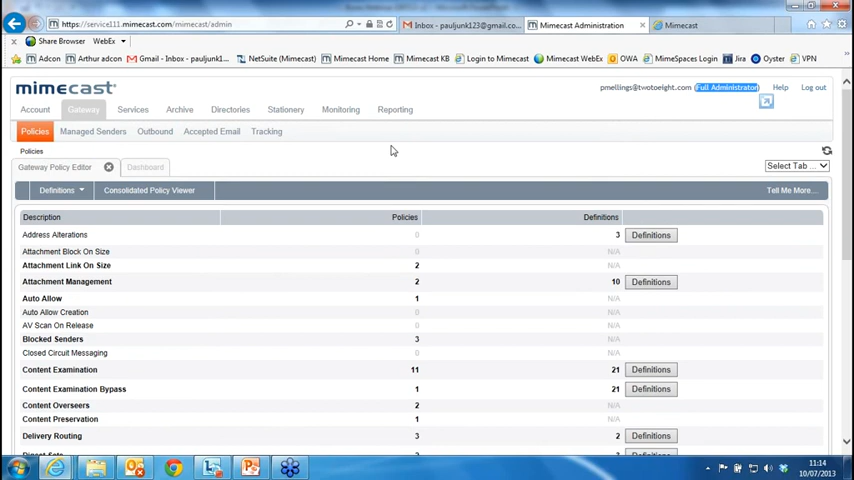 https://service111.mimecast.com/mimecast/admin
Inbox - pauljunk123@gmail.co...
Mimecast Administration
Mimecast
Share Browser WebEx
Adcon Arthur adcon Gmail - Inbox - paulju1... NetSuite (Mimecast) Mimecast Home Mimecast KB Login to Mimecast Mimecast WebEx OWA MimeSpaces Login Jira Oyster VPN
mimecast
pmellings@twotoeight.com (Full Administrator) Help Log out
Account Gateway Services Archive Directories Stationery Monitoring Reporting
Policies Managed Senders Outbound Accepted Email Tracking
Policies
Gateway Policy Editor Dashboard Select Tab ...
Definitions Consolidated Policy Viewer Tell Me More...
Description Policies Definitions
Address Alterations 0 3 Definitions
Attachment Block On Size 0 N/A
Attachment Link On Size 2 N/A
Attachment Management 2 10 Definitions
Auto Allow 1 N/A
Auto Allow Creation 0 N/A
AV Scan On Release 0 N/A
Blocked Senders 3 N/A
Closed Circuit Messaging 0 N/A
Content Examination 11 21 Definitions
Content Examination Bypass 1 21 Definitions
Content Overseers 2 N/A
Content Preservation 1 N/A
Delivery Routing 3 2 Definitions
11:14
10/07/2013